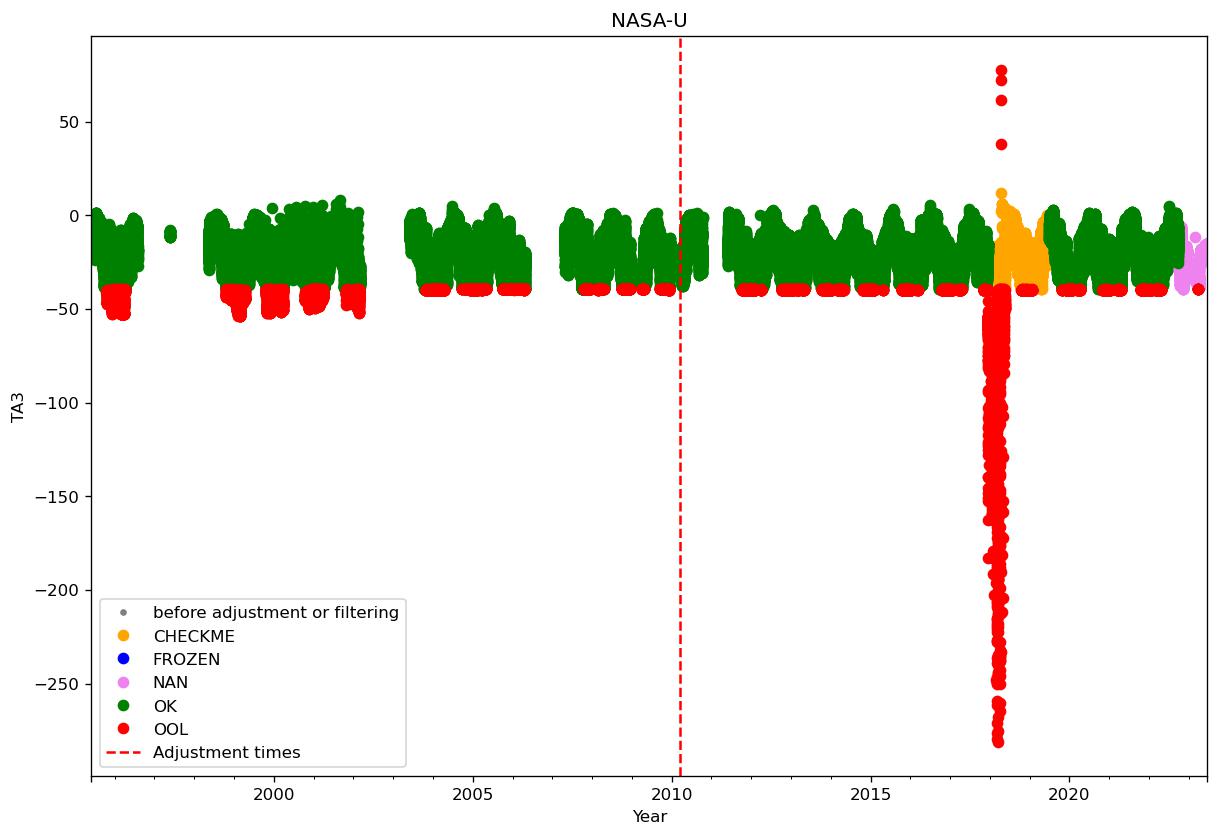 NASA-U
TA3
50
0
−50
−100
−150
−200
−250
before adjustment or filtering
CHECKME
FROZEN
NAN
OK
OOL
Adjustment times
2000
2005
2010
2015
2020
Year